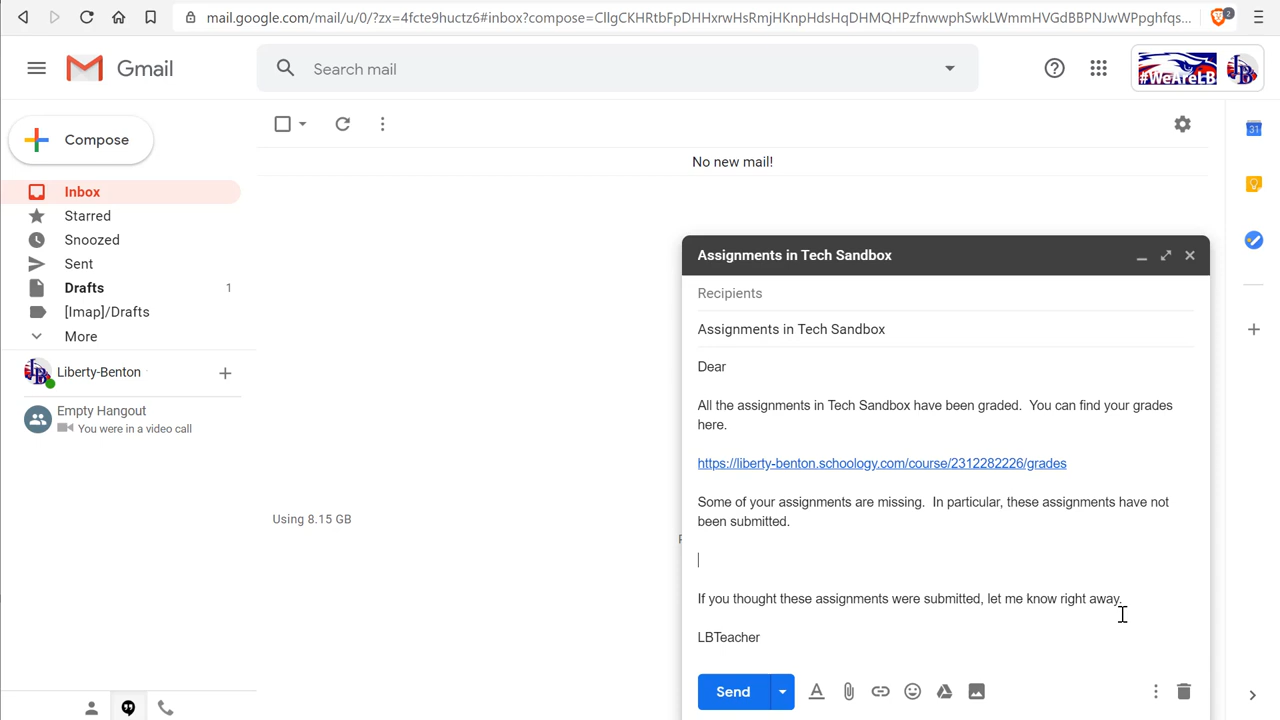 mail.google.com/mail/u/0/?zx=4fcte9huctz6#inbox?compose=CllgCKHRtbFpDHHxrwHsRmjHKnpHdsHqDHMQHPzfnwwphSwkLWmmHVGdBBPNJwWPpghfqs...
2
Gmail
Search mail
#WeAreLB
LB
Compose
No new mail!
Inbox
Starred
Snoozed
Sent
Drafts 1
[Imap]/Drafts
More
Liberty-Benton
Empty Hangout
You were in a video call
Using 8.15 GB
31
Assignments in Tech Sandbox
Recipients
Assignments in Tech Sandbox
Dear
All the assignments in Tech Sandbox have been graded.  You can find your grades
here.
https://liberty-benton.schoology.com/course/2312282226/grades
Some of your assignments are missing.  In particular, these assignments have not
been submitted.
If you thought these assignments were submitted, let me know right away.
LBTeacher
Send